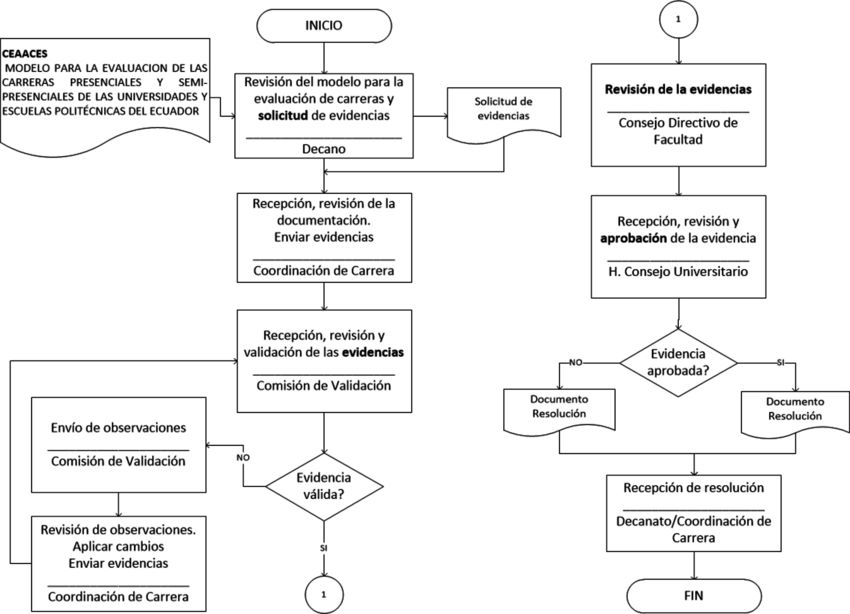 INICIO
CEAACES
MODELO PARA LA EVALUACION DE LAS
CARRERAS PRESENCIALES Y SEMI-
PRESENCIALES DE LAS UNIVERSIDADES Y
ESCUELAS POLITÉCNICAS DEL ECUADOR
Revisión del modelo para la
evaluación de carreras y
solicitud de evidencias
Decano
Solicitud de
evidencias
Recepción, revisión de la
documentación.
Enviar evidencias
Coordinación de Carrera
Recepción, revisión y
validación de las evidencias
Comisión de Validación
Evidencia
válida?
NO
Envío de observaciones
Comisión de Validación
Revisión de observaciones.
Aplicar cambios
Enviar evidencias
Coordinación de Carrera
SI
1
1
Revisión de la evidencias
Consejo Directivo de
Facultad
Recepción, revisión y
aprobación de la evidencia
H. Consejo Universitario
Evidencia
aprobada?
NO
SI
Documento
Resolución
Documento
Resolución
Recepción de resolución
Decanato/Coordinación de
Carrera
FIN